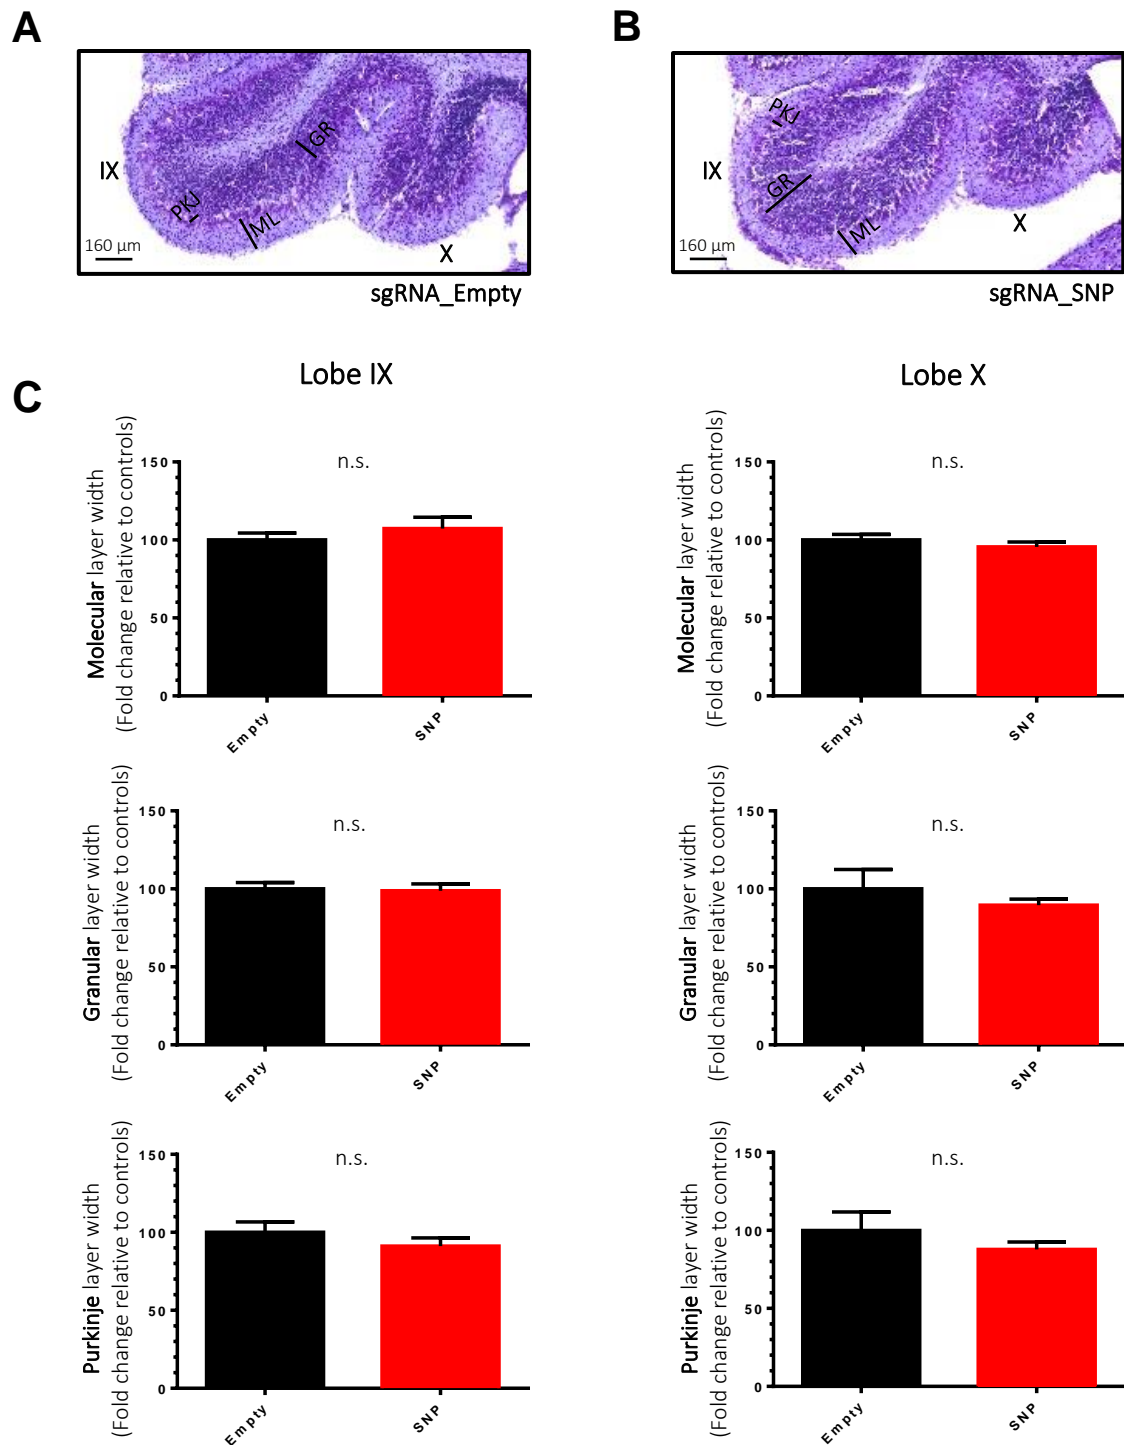 A
B
IX
GR
PKJ
ML
160 µm
X
sgRNA_Empty
PKJ
IX
GR
ML
160 µm
X
sgRNA_SNP
C
Lobe IX
Lobe X
Molecular layer width
(Fold change relative to controls)
150
100
50
0
n.s.
Empty
SNP
Molecular layer width
(Fold change relative to controls)
150
100
50
0
n.s.
Empty
SNP
Granular layer width
(Fold change relative to controls)
150
100
50
0
n.s.
Empty
SNP
Granular layer width
(Fold change relative to controls)
150
100
50
0
n.s.
Empty
SNP
Purkinje layer width
(Fold change relative to controls)
150
100
50
0
n.s.
Empty
SNP
Purkinje layer width
(Fold change relative to controls)
150
100
50
0
n.s.
Empty
SNP